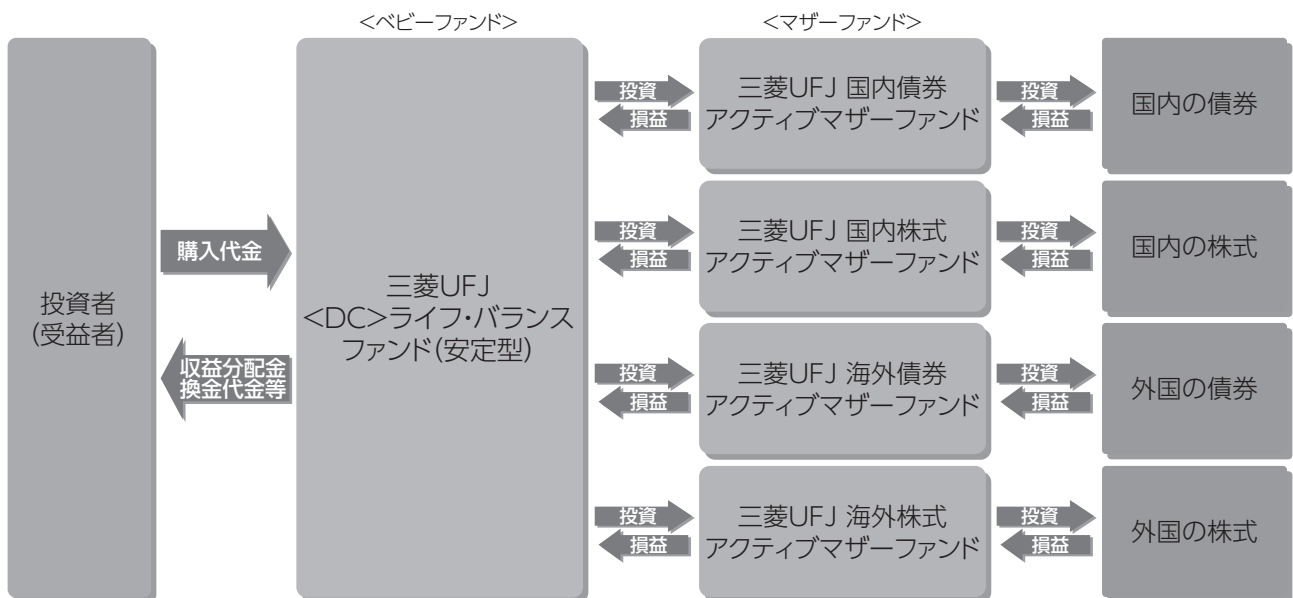 <ベビーファンド>
<マザーファンド>
投資者
(受益者)
購入代金
収益分配金
換金代金等
三菱UFJ
<DC>ライフ・バランス
ファンド(安定型)
投資
損益
三菱UFJ 国内債券
アクティブマザーファンド
投資
損益
国内の債券
投資
損益
三菱UFJ 国内株式
アクティブマザーファンド
投資
損益
国内の株式
投資
損益
三菱UFJ 海外債券
アクティブマザーファンド
投資
損益
外国の債券
投資
損益
三菱UFJ 海外株式
アクティブマザーファンド
投資
損益
外国の株式